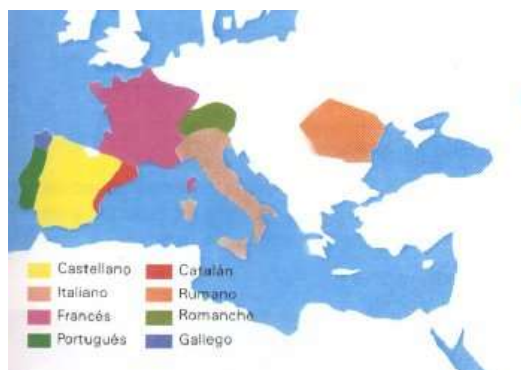 Castellano
Italiano
Francés
Portugués
Catalán
Rumano
Romanche
Gallego